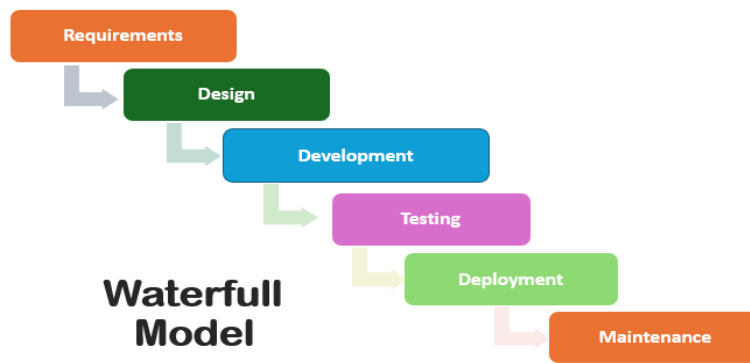 Requirements
Design
Development
Testing
Deployment
Waterfull
Model
Maintenance